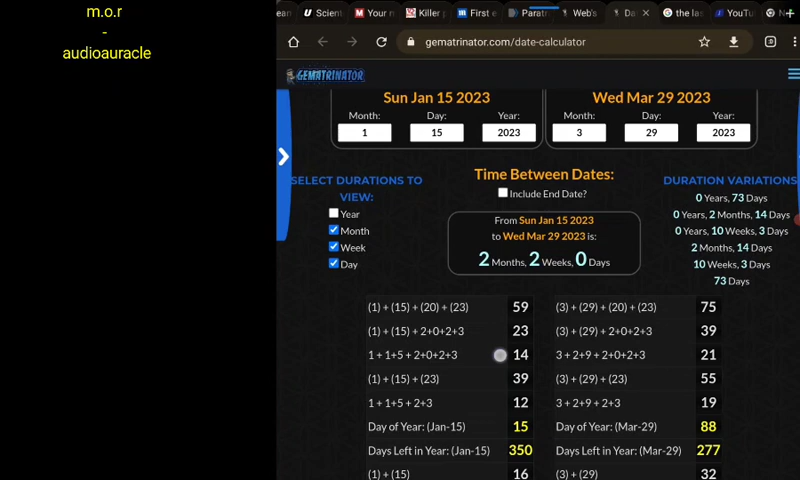 m.o.r
-
audioauracle
ean
Scient
Your n
Killer p
First e
Paratr
Web's
Da
the las
YouTu
N
gematrinator.com/date-calculator
GEMATRINATOR
Sun Jan 15 2023
Wed Mar 29 2023
Month:
Day:
Year:
Month:
Day:
Year:
1
15
2023
3
29
2023
SELECT DURATIONS TO
VIEW:
Year
Month
Week
Day
Time Between Dates:
Include End Date?
From Sun Jan 15 2023
to Wed Mar 29 2023 is:
2 Months, 2 Weeks, 0 Days
DURATION VARIATIONS
0 Years, 73 Days
0 Years, 2 Months, 14 Days
0 Years, 10 Weeks, 3 Days
2 Months, 14 Days
10 Weeks, 3 Days
73 Days
(1) + (15) + (20) + (23) 59 (3) + (29) + (20) + (23) 75
(1) + (15) + 2+0+2+3 23 (3) + (29) + 2+0+2+3 39
1 + 1+5 + 2+0+2+3 14 3 + 2+9 + 2+0+2+3 21
(1) + (15) + (23) 39 (3) + (29) + (23) 55
1 + 1+5 + 2+3 12 3 + 2+9 + 2+3 19
Day of Year: (Jan-15) 15 Day of Year: (Mar-29) 88
Days Left in Year: (Jan-15) 350 Days Left in Year: (Mar-29) 277
(1) + (15) 16 (3) + (29) 32